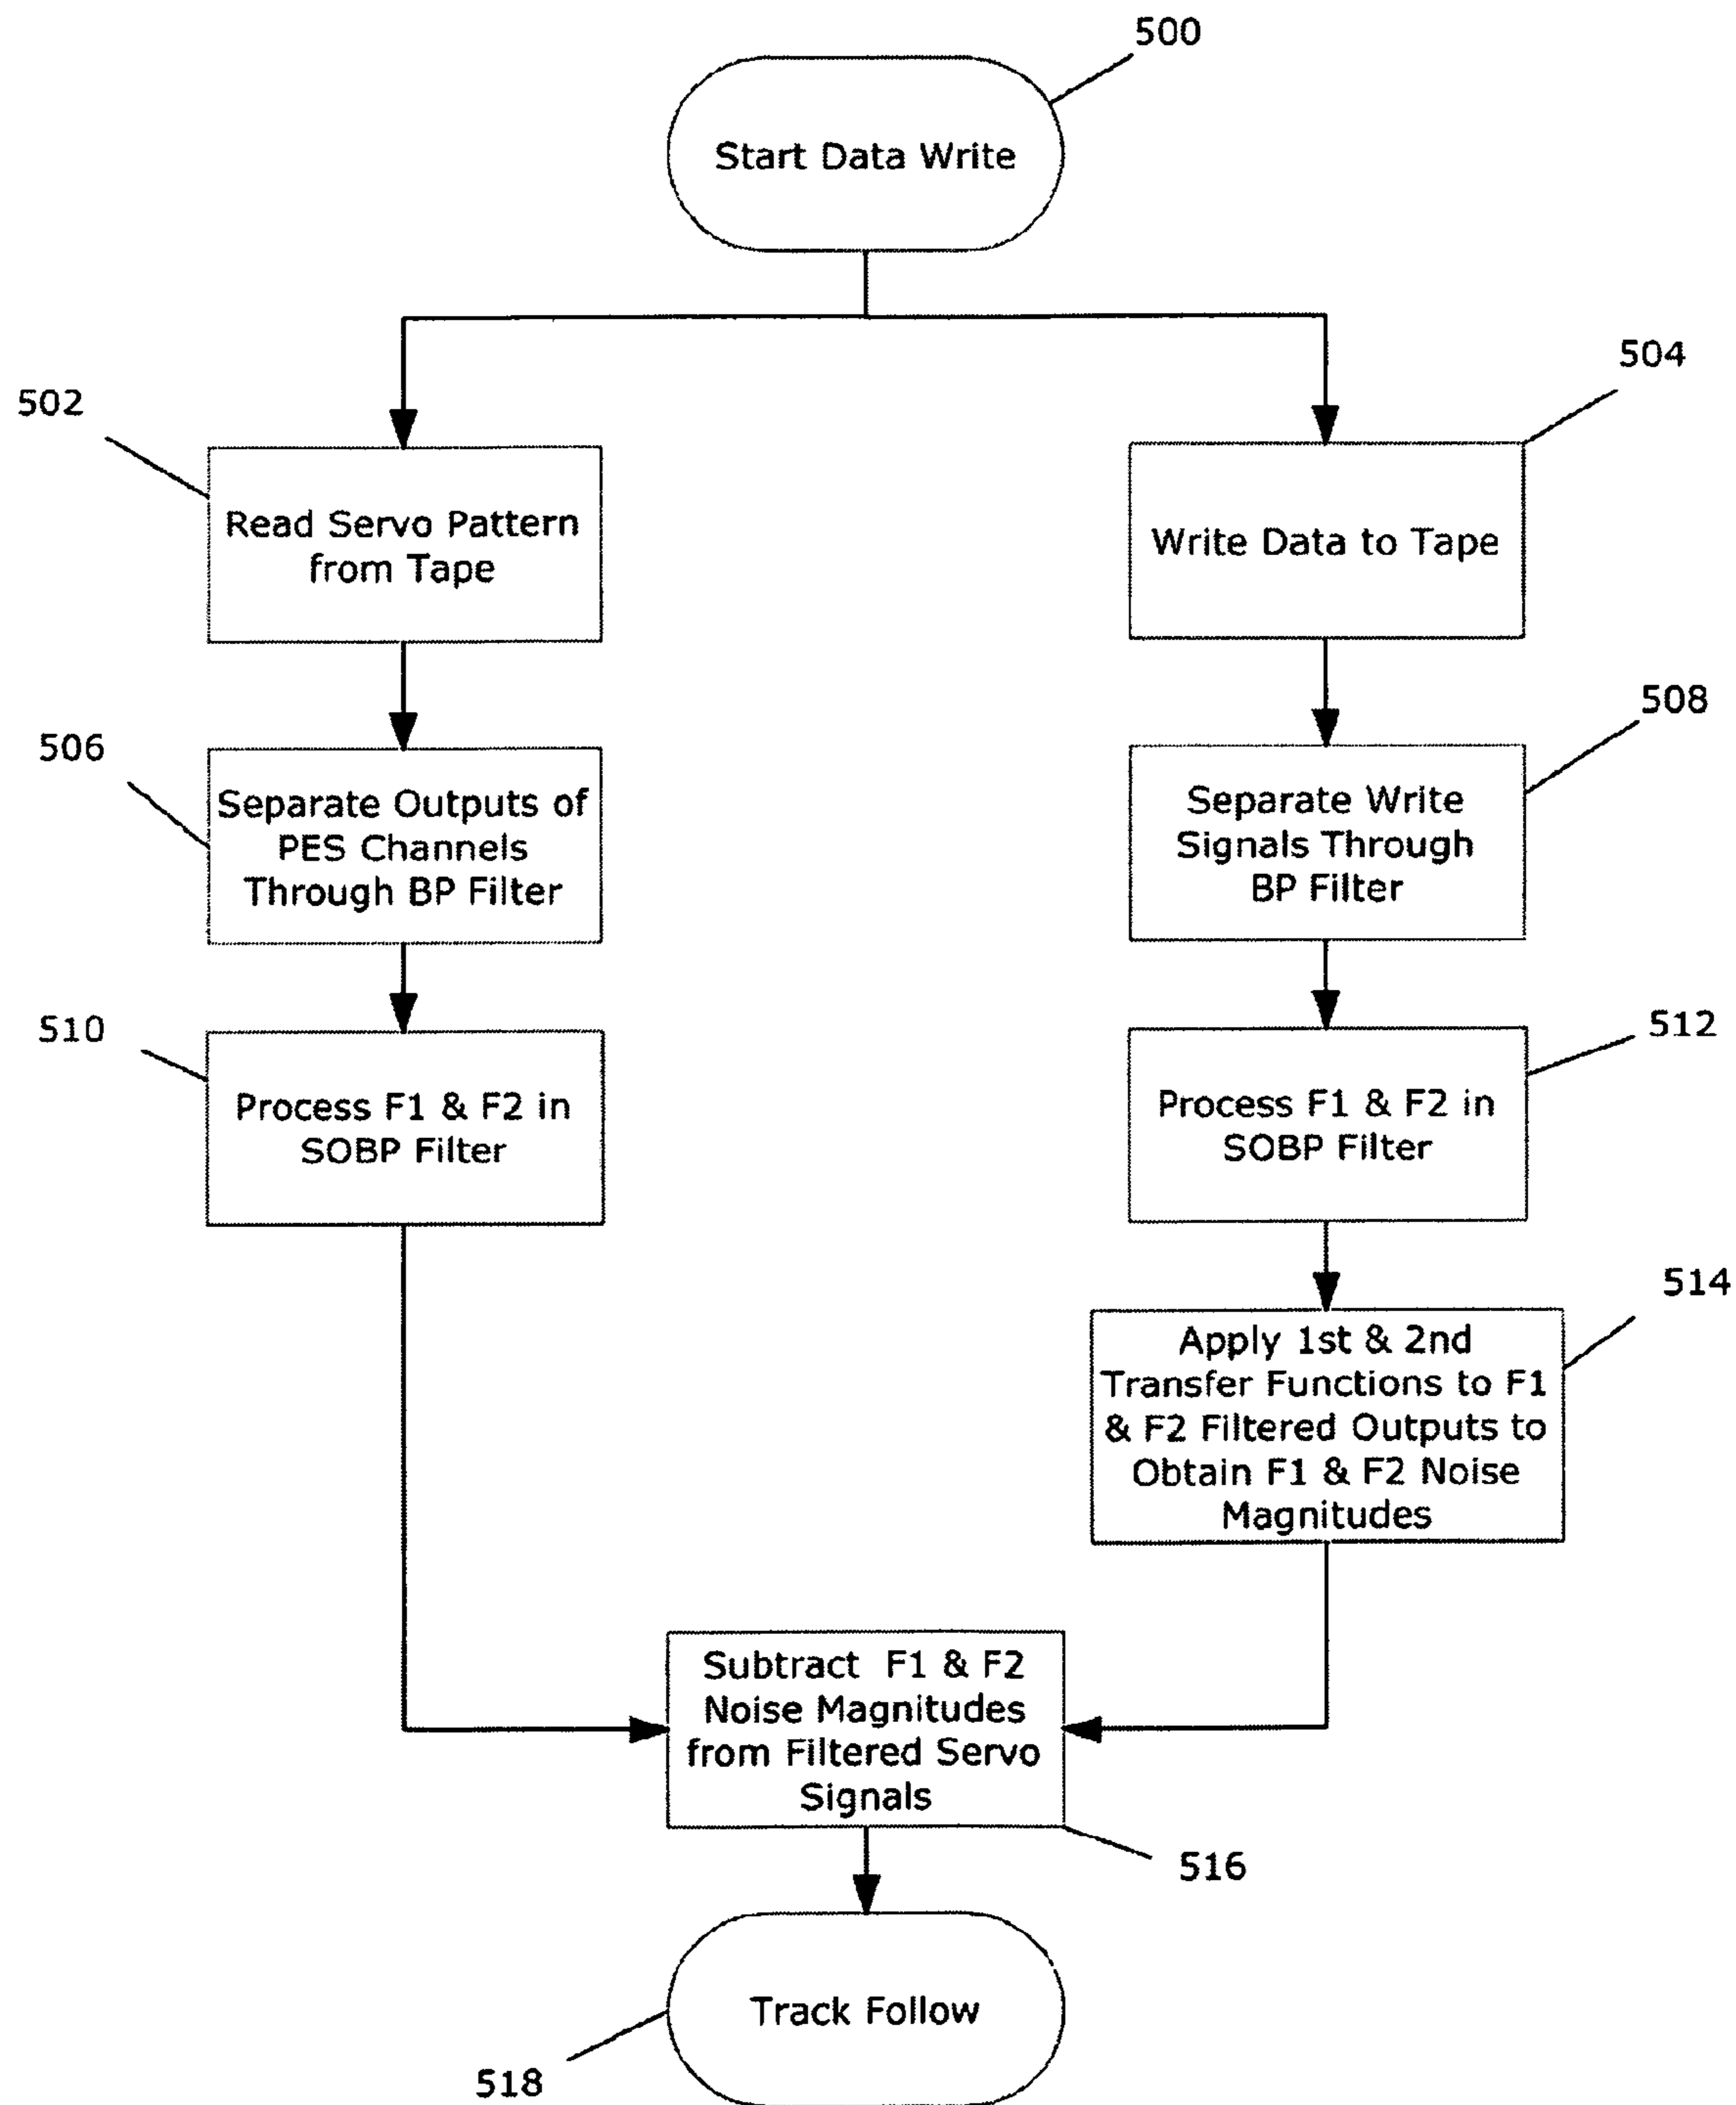 500
Start Data Write
504
502
Read Servo Pattern
from Tape
Write Data to Tape
508
506
Separate Outputs of
PES Channels
Through BP Filter
Separate Write
Signals Through
BP Filter
510
512
Process F1 & F2 in
SOBP Filter
Process F1 & F2 in
SOBP Filter
514
Apply 1st & 2nd
Transfer Functions to F1
& F2 Filtered Outputs to
Obtain F1 & F2 Noise
Magnitudes
Subtract F1 & F2
Noise Magnitudes
from Filtered Servo
Signals
516
Track Follow
518